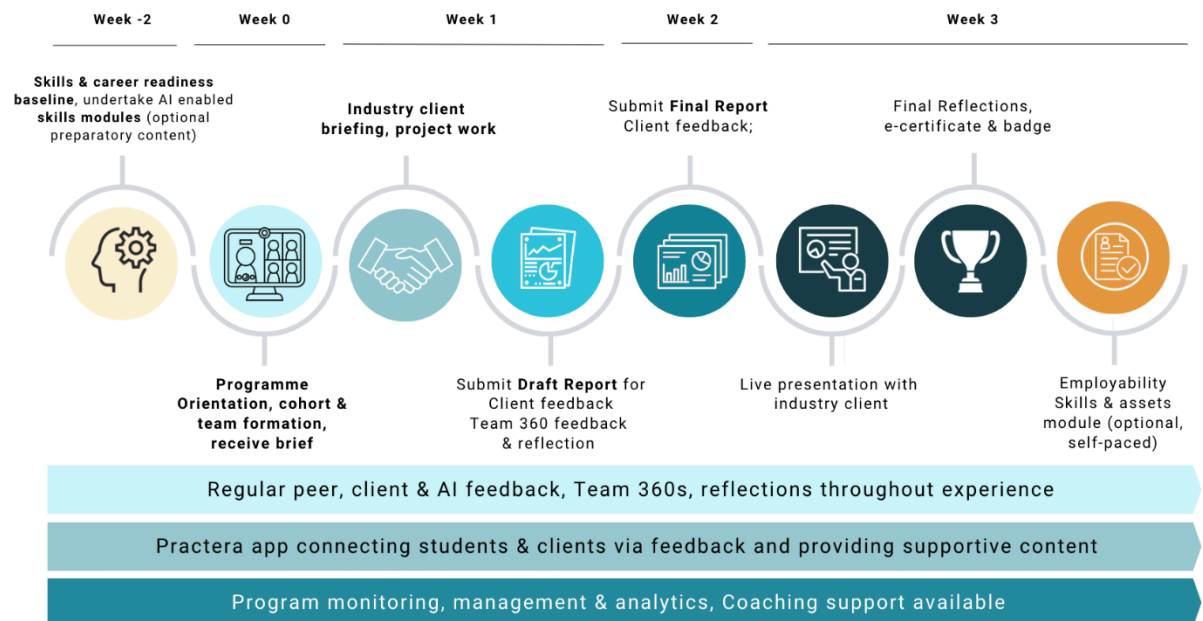 Week -2
Week 0
Week 1
Week 2
Week 3
Skills & career readiness
baseline, undertake AI enabled
skills modules (optional
preparatory content)
Industry client
briefing, project work
Submit Final Report
Client feedback;
Final Reflections,
e-certificate & badge
Programme
Orientation, cohort &
team formation,
receive brief
Submit Draft Report for
Client feedback
Team 360 feedback
& reflection
Live presentation with
industry client
Employability
Skills & assets
module (optional,
self-paced)
Regular peer, client & AI feedback, Team 360s, reflections throughout experience
Practera app connecting students & clients via feedback and providing supportive content
Program monitoring, management & analytics, Coaching support available